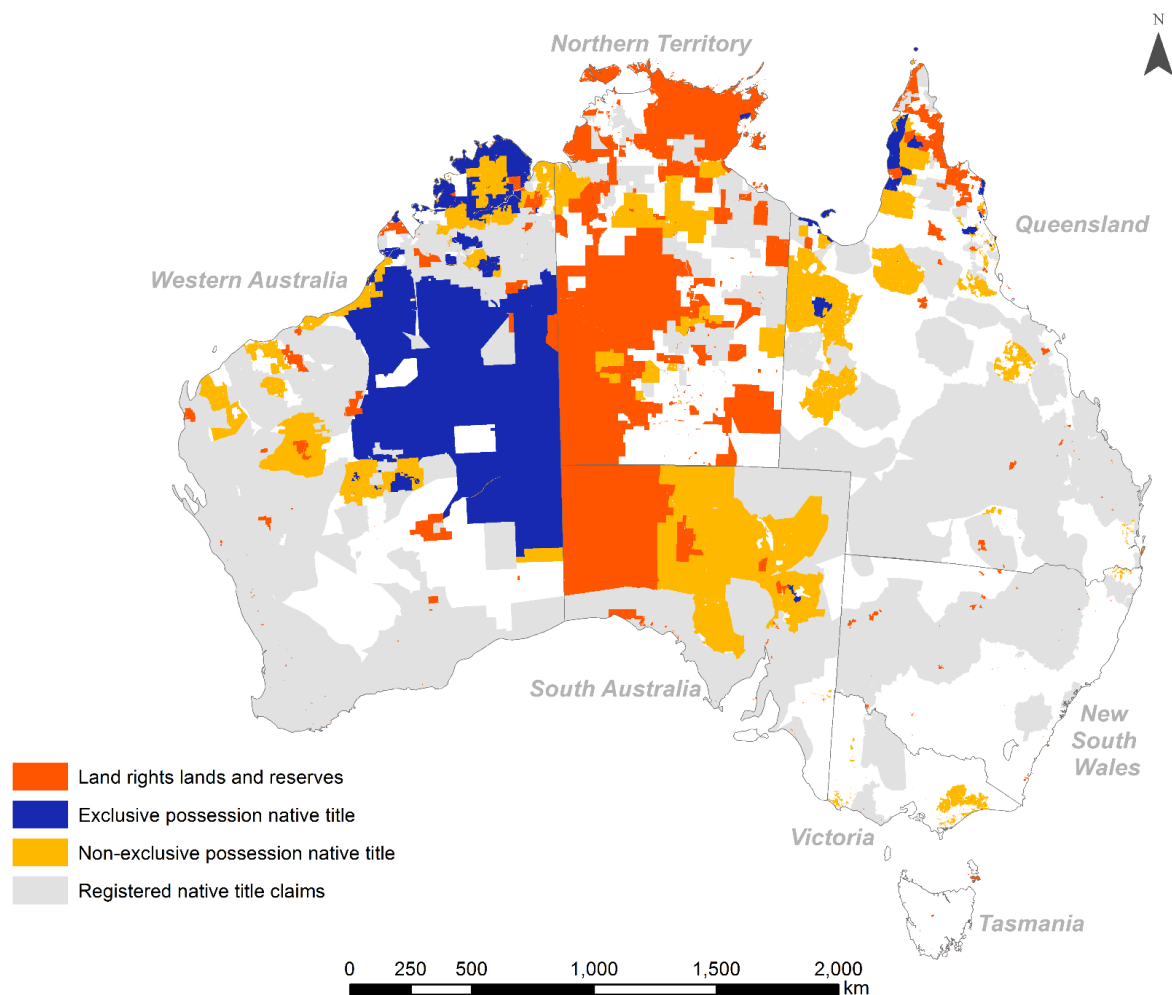 N
Northern Territory
Queensland
Western Australia
South Australia
New
South
Wales
Land rights lands and reserves
Exclusive possession native title
Non-exclusive possession native title
Registered native title claims
Victoria
Tasmania
0 250 500 1,000 1,500 2,000
km